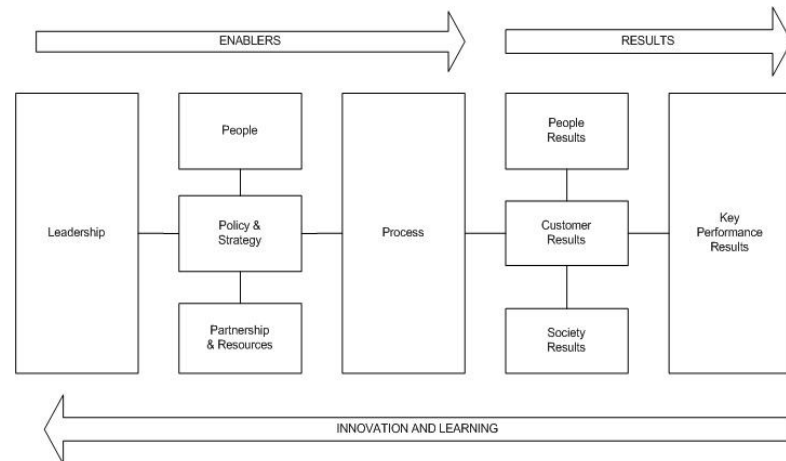 ENABLERS
RESULTS
People
People
Results
Leadership
Policy &
Strategy
Process
Customer
Results
Key
Performance
Results
Partnership
& Resources
Society
Results
INNOVATION AND LEARNING